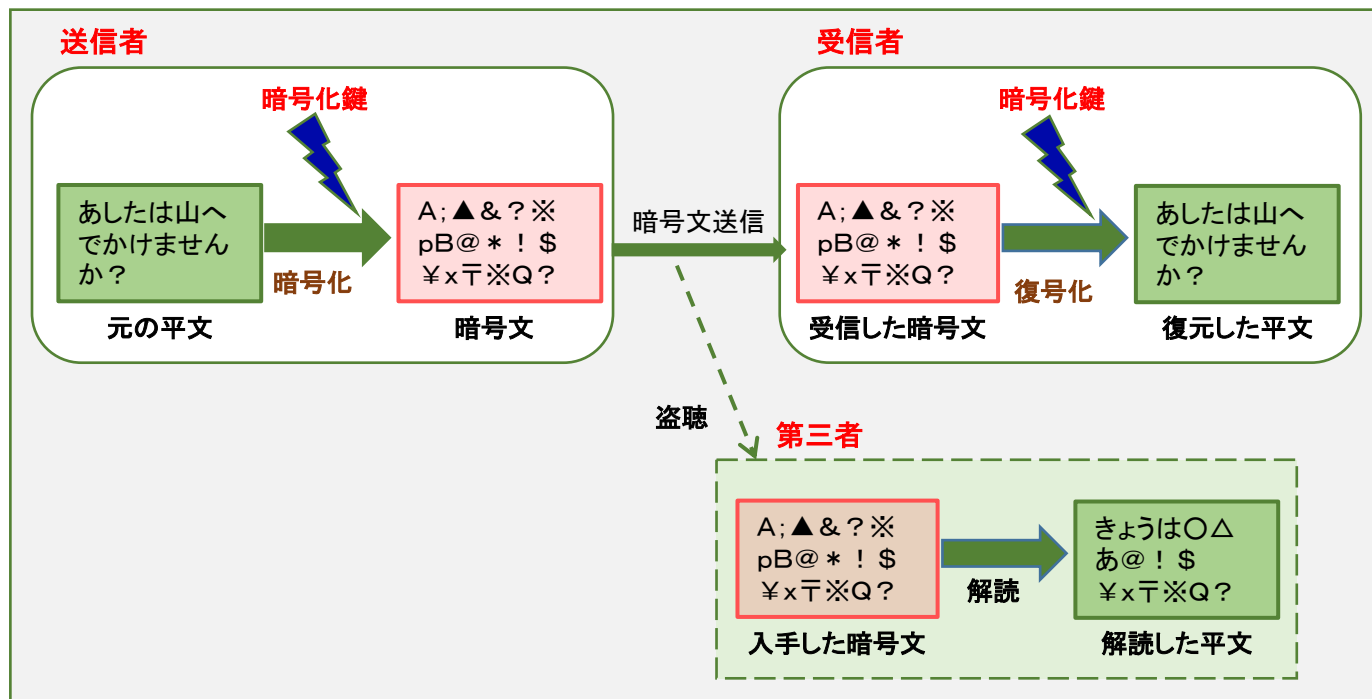 送信者
暗号化鍵
あしたは山へ
でかけません
か？
暗号化
元の平文
A；▲＆？※
pB＠＊！＄
￥x〒※Q？
暗号文
暗号文送信
受信者
暗号化鍵
A；▲＆？※
pB＠＊！＄
￥x〒※Q？
受信した暗号文
復号化
あしたは山へ
でかけません
か？
復元した平文
盗聴
第三者
A；▲＆？※
pB＠＊！＄
￥x〒※Q？
入手した暗号文
解読
きょうは〇△
あ＠！＄
￥x〒※Q？
解読した平文